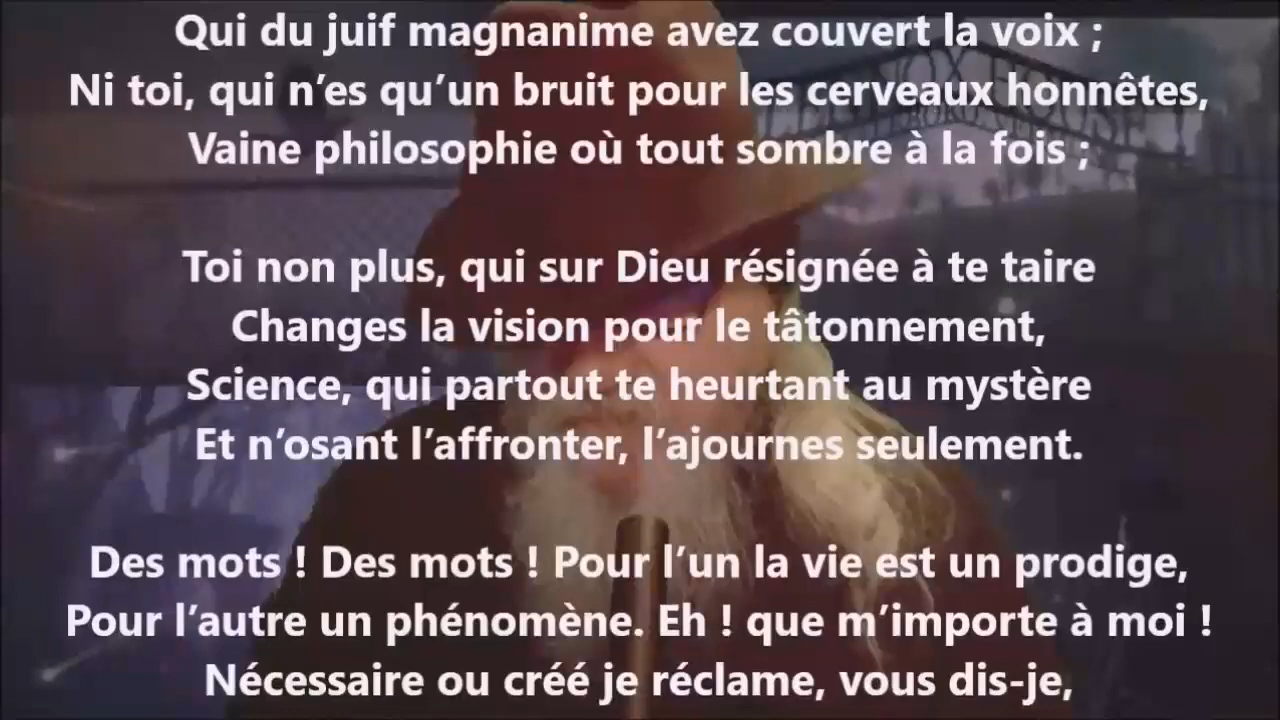 Qui du juif magnanime avez couvert la voix ;
Ni toi, qui n’es qu’un bruit pour les cerveaux honnêtes,
Vaine philosophie où tout sombre à la fois ;
Toi non plus, qui sur Dieu résignée à te taire
Changes la vision pour le tâtonnement,
Science, qui partout te heurtant au mystère
Et n’osant l’affronter, l’ajournes seulement.
Des mots ! Des mots ! Pour l’un la vie est un prodige,
Pour l’autre un phénomène. Eh ! que m’importe à moi !
Nécessaire ou créé je réclame, vous dis-je,